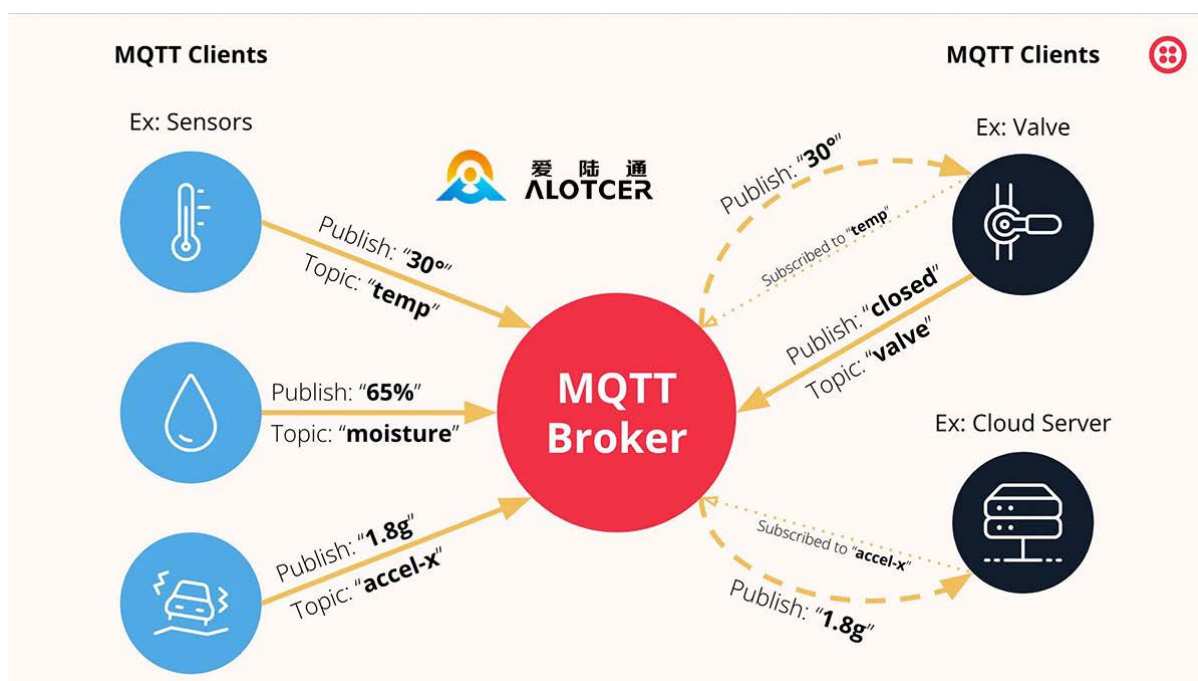 MQTT Clients
MQTT Clients
Ex: Sensors
Ex: Valve
爱陆通
ALOTCER
Publish: “30°”
Topic: “temp”
Publish: “30°”
Subscribed to “temp”
Publish: “closed”
Topic: “valve”
Publish: “65%”
Topic: “moisture”
MQTT
Broker
Ex: Cloud Server
Publish: “1.8g”
Topic: “accel-x”
Subscribed to “accel-x”
Publish: “1.8g”